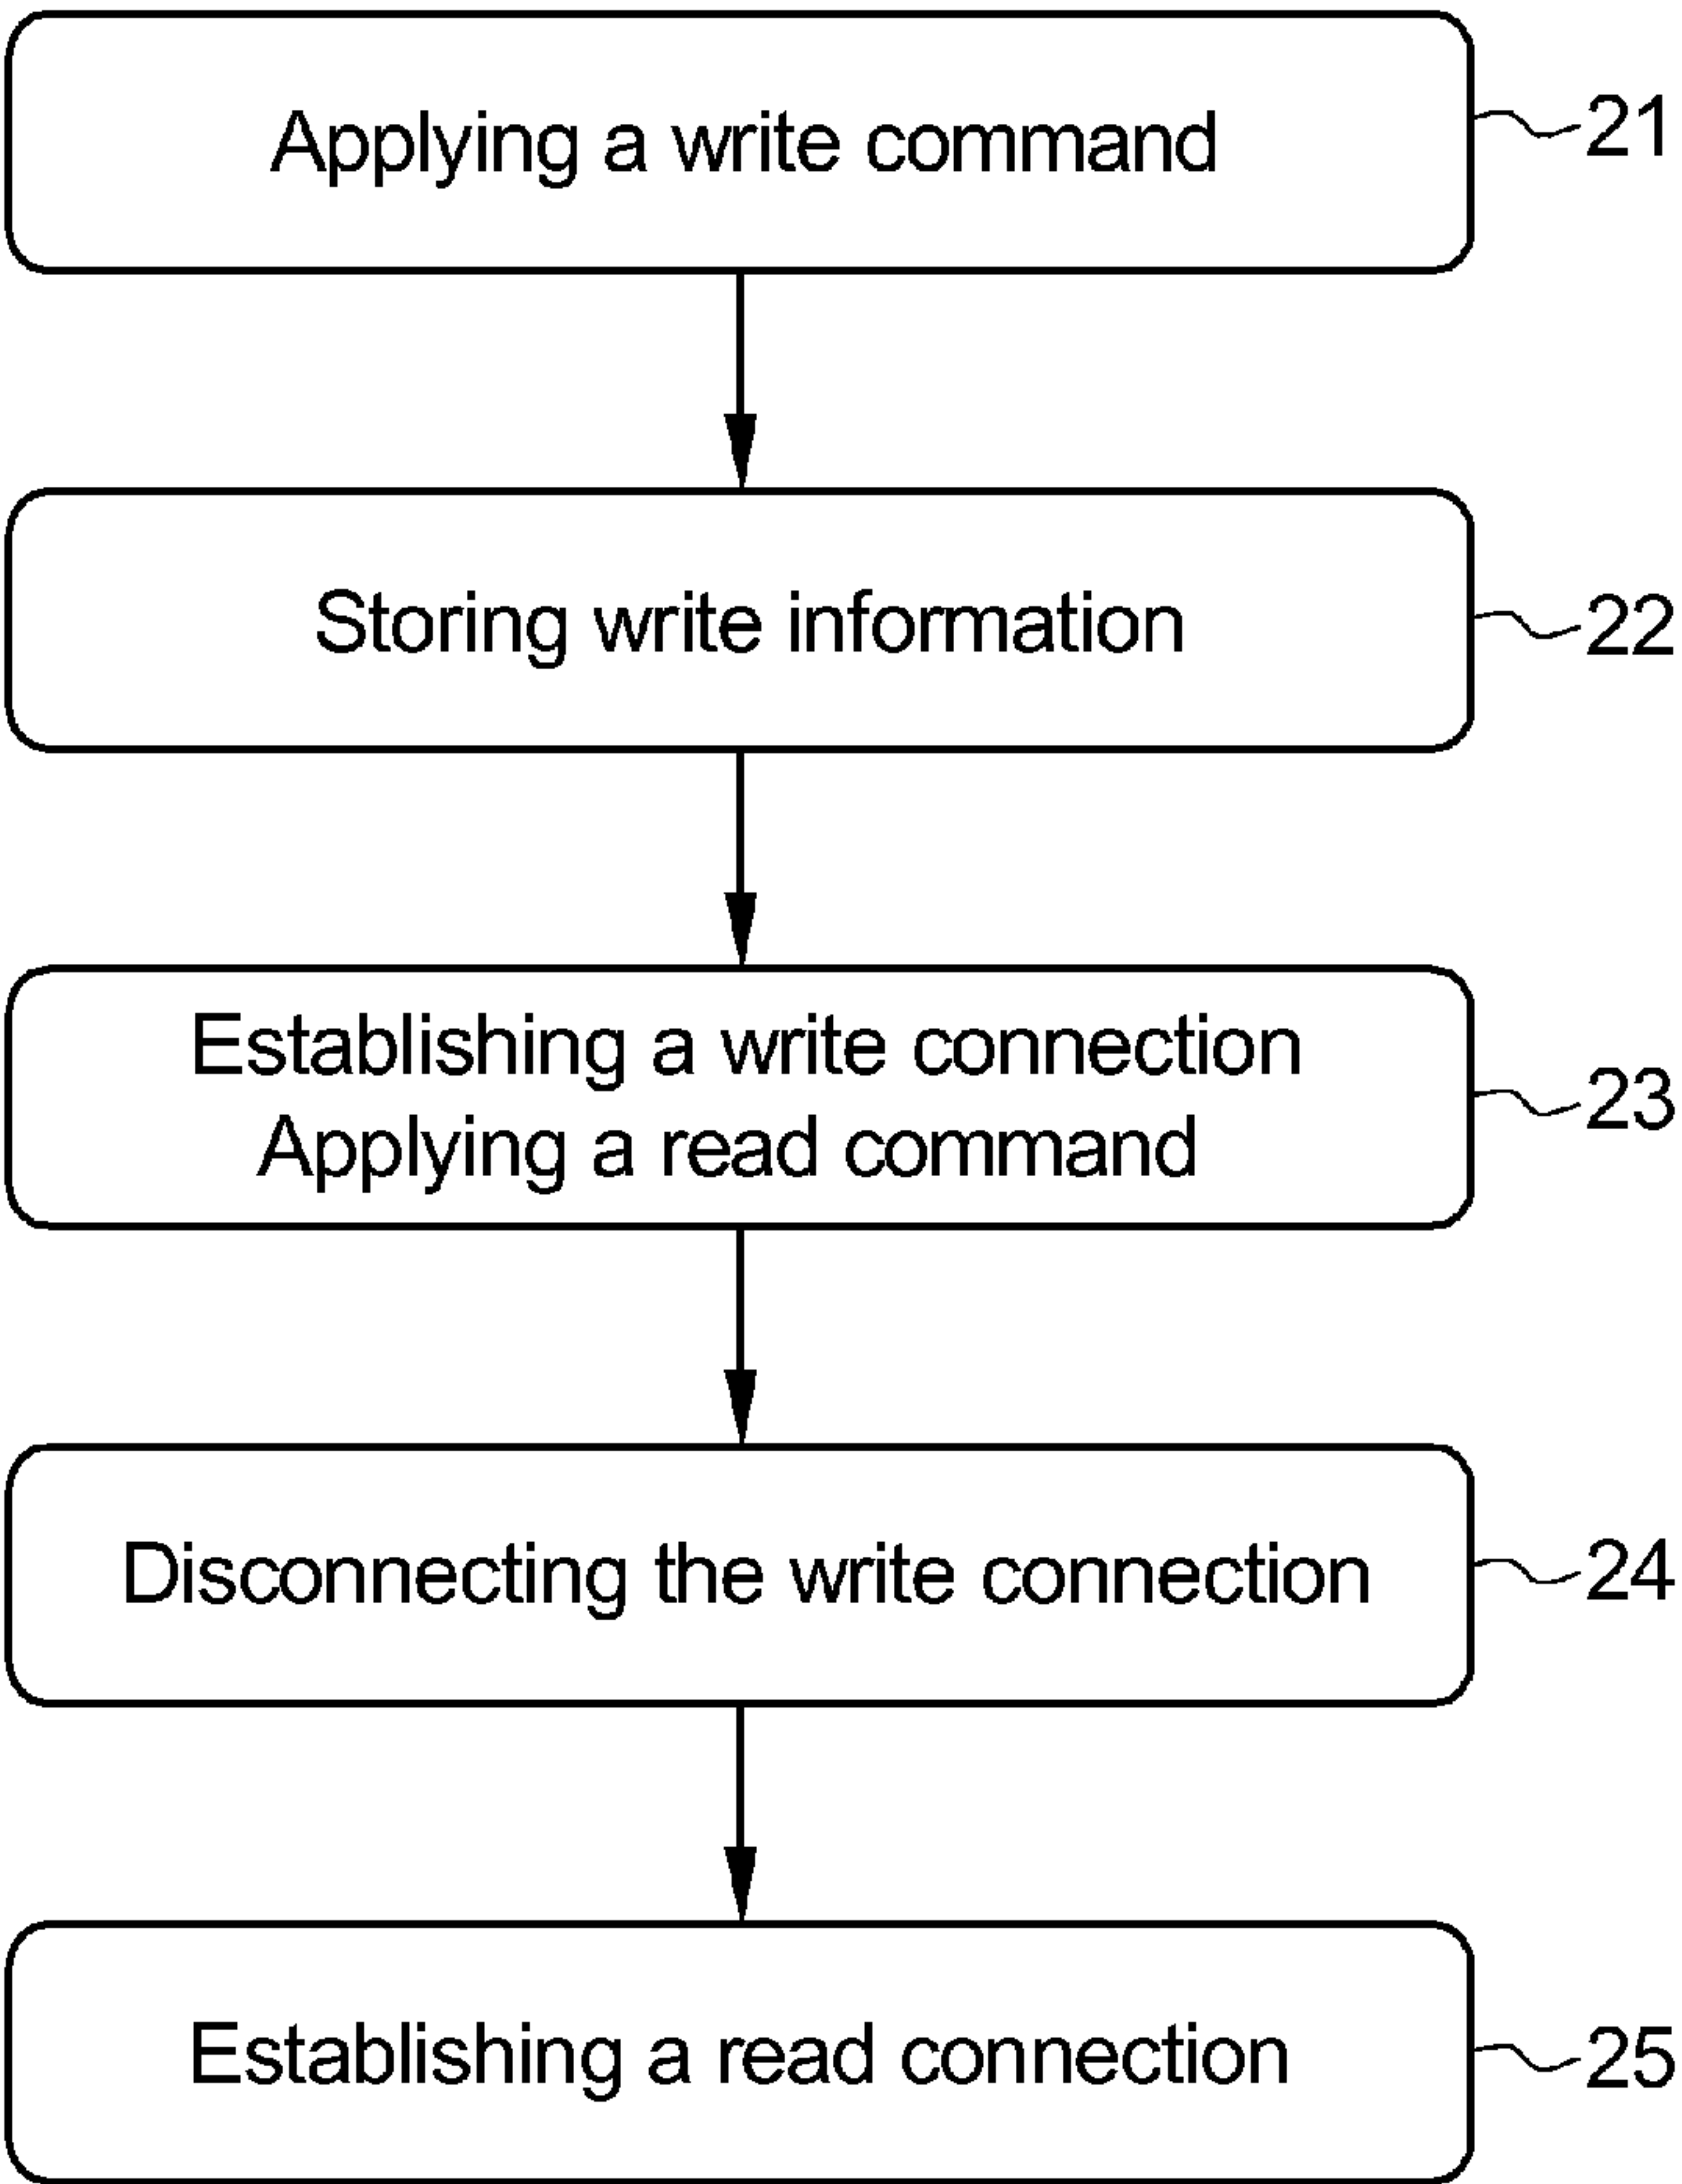 Applying a write command
21
Storing write information
22
Establishing a write connection
Applying a read command
23
Disconnecting the write connection
24
Establishing a read connection
25